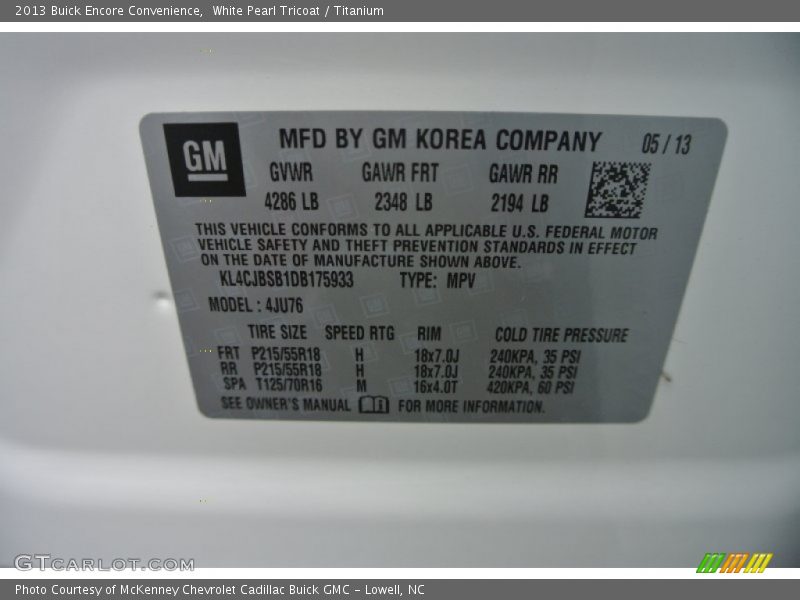 2013 Buick Encore Convenience,  White Pearl Tricoat / Titanium
GM
MFD BY GM KOREA COMPANY 05 / 13
GVWR GAWR FRT GAWR RR
4286 LB 2348 LB 2194 LB
THIS VEHICLE CONFORMS TO ALL APPLICABLE U.S. FEDERAL MOTOR
VEHICLE SAFETY AND THEFT PREVENTION STANDARDS IN EFFECT
ON THE DATE OF MANUFACTURE SHOWN ABOVE.
KL4CJBSB1DB175933 TYPE: MPV
MODEL : 4JU76
TIRE SIZE SPEED RTG RIM COLD TIRE PRESSURE
FRT P215/55R18 H 18x7.0J 240KPA, 35 PSI
RR P215/55R18 H 18x7.0J 240KPA, 35 PSI
SPA T125/70R16 M 16x4.0T 420KPA, 60 PSI
SEE OWNER'S MANUAL FOR MORE INFORMATION.
GTCARLOT.COM
Photo Courtesy of McKenney Chevrolet Cadillac Buick GMC – Lowell, NC